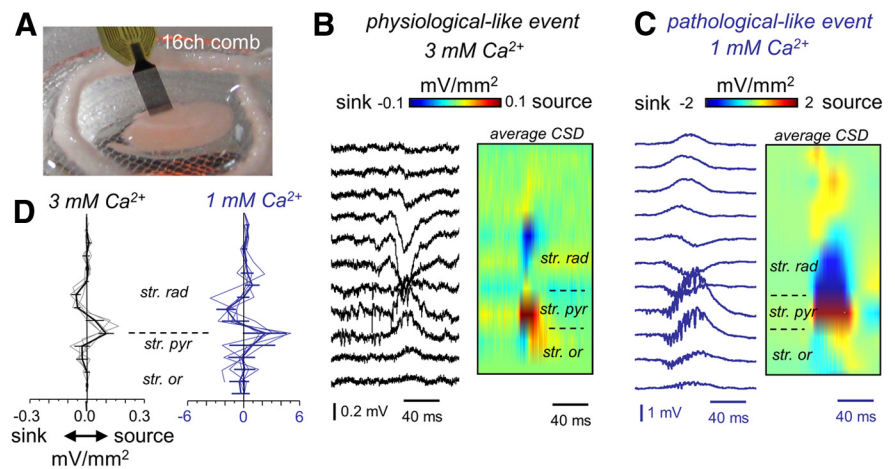 A
16ch comb
B
physiological-like event
3 mM Ca²⁺
mV/mm²
sink -0.1 0.1 source
average CSD
str. rad
str. pyr
str. or
0.2 mV
40 ms
40 ms
C
pathological-like event
1 mM Ca²⁺
mV/mm²
sink -2 2 source
average CSD
str. rad
str. pyr
str. or
1 mV
40 ms
40 ms
D
3 mM Ca²⁺
1 mM Ca²⁺
str. rad
str. pyr
str. or
-0.3 0.0 0.3
-6 0 6
sink source
mV/mm²